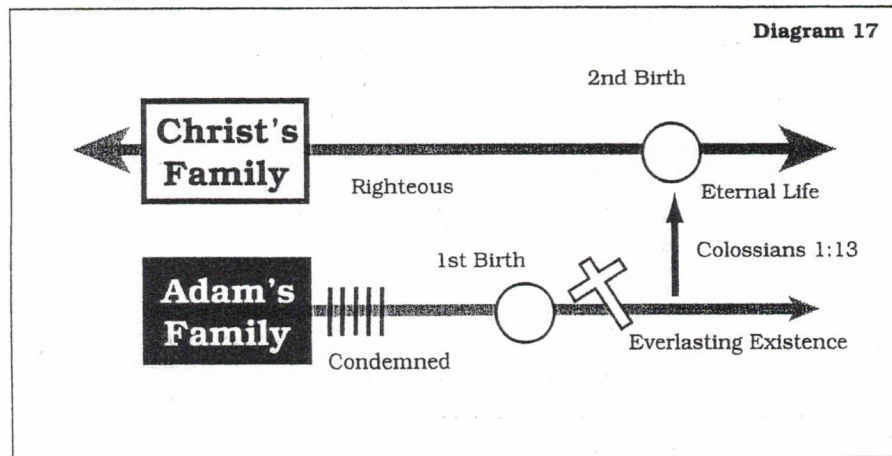 Diagram 17
2nd Birth
Christ's
Family
Righteous
Eternal Life
Colossians 1:13
1st Birth
Adam's
Family
Condemned
Everlasting Existence